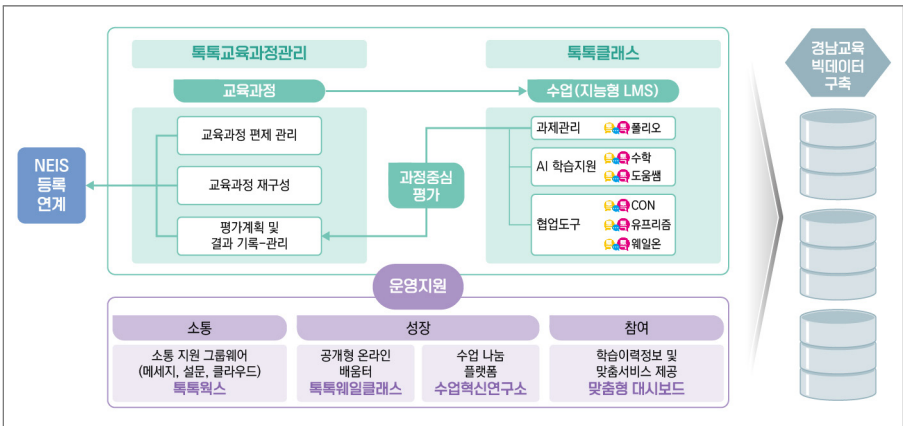 톡톡교육과정관리
톡톡클래스
교육과정
수업(지능형 LMS)
교육과정 편제 관리
교육과정 재구성
평가계획 및
결과 기록-관리
NEIS
등록
연계
과정중심
평가
과제관리
톡 폴리오
AI 학습지원
톡 수학
톡 도움쌤
협업도구
톡 CON
톡 유프리즘
톡 웨일온
경남교육
빅데이터
구축
운영지원
소통
소통 지원 그룹웨어
(메세지, 설문, 클라우드)
톡톡웍스
성장
공개형 온라인
배움터
톡톡웨일클래스
수업 나눔
플랫폼
수업혁신연구소
참여
학습이력정보 및
맞춤서비스 제공
맞춤형 대시보드